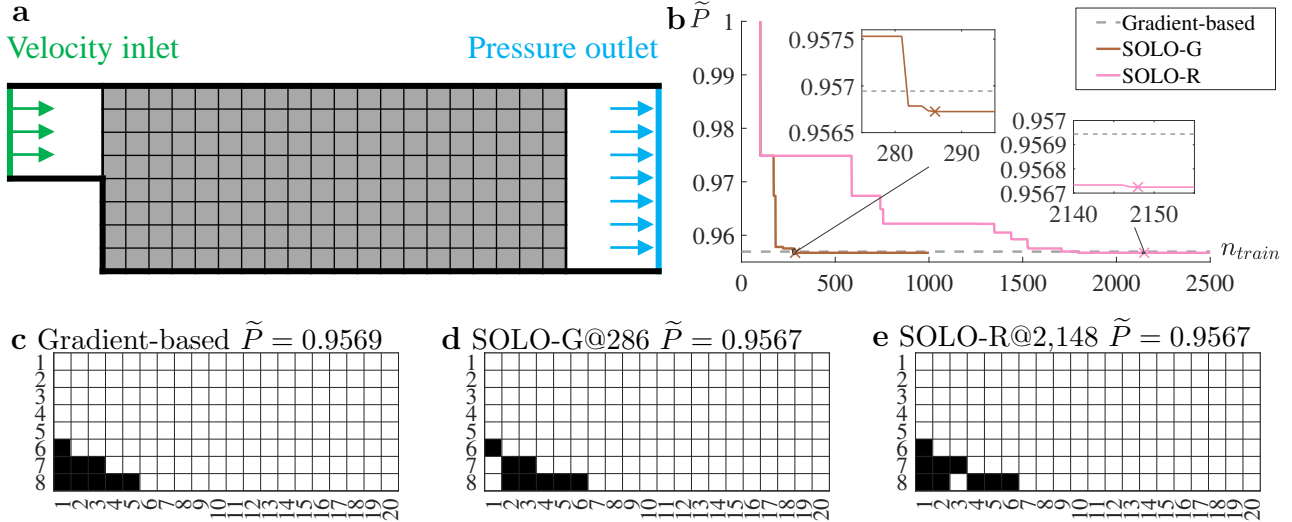 a
Velocity inlet
Pressure outlet
b
P̃
1
0.99
0.98
0.97
0.96
0 500 1000 1500 2000 2500
n_train
0.9575
0.957
0.9565
280 290
0.957
0.9569
0.9568
0.9567
2140 2150
Gradient-based
SOLO-G
SOLO-R
c Gradient-based P̃ = 0.9569
1
2
3
4
5
6
7
8
1 2 3 4 5 6 7 8 9 10 11 12 13 14 15 16 17 18 19 20
d SOLO-G@286 P̃ = 0.9567
1
2
3
4
5
6
7
8
1 2 3 4 5 6 7 8 9 10 11 12 13 14 15 16 17 18 19 20
e SOLO-R@2,148 P̃ = 0.9567
1
2
3
4
5
6
7
8
1 2 3 4 5 6 7 8 9 10 11 12 13 14 15 16 17 18 19 20